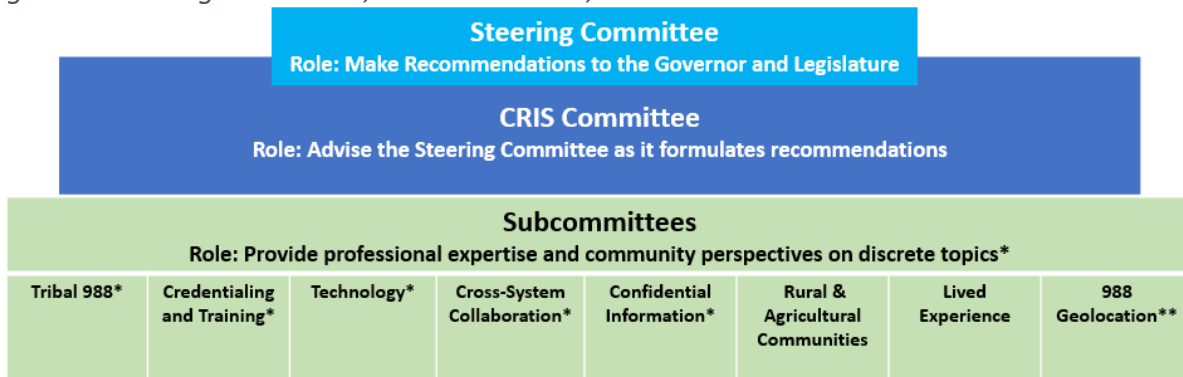 Steering Committee
Role: Make Recommendations to the Governor and Legislature
CRIS Committee
Role: Advise the Steering Committee as it formulates recommendations
Subcommittees
Role: Provide professional expertise and community perspectives on discrete topics*
Tribal 988*
Credentialing
and Training*
Technology*
Cross-System
Collaboration*
Confidential
Information*
Rural &
Agricultural
Communities
Lived
Experience
988
Geolocation**